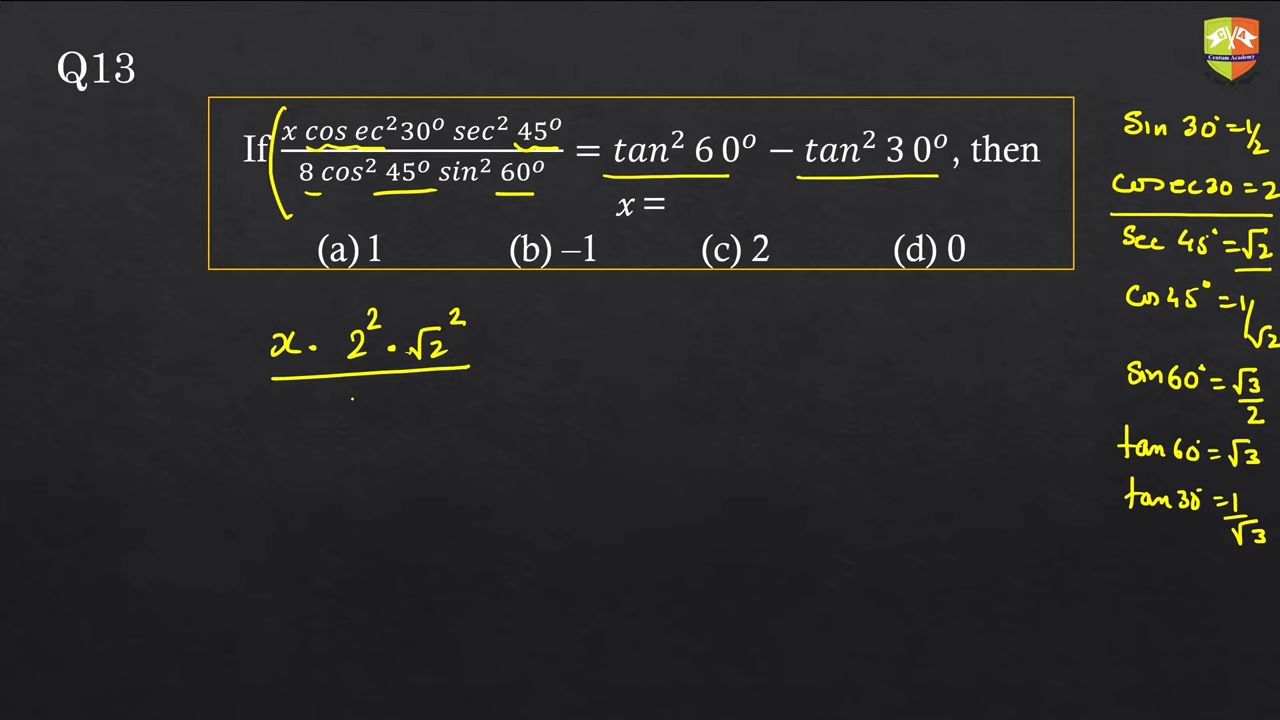 Q13
If x cos ec² 30° sec² 45° / 8 cos² 45° sin² 60° = tan² 6 0° − tan² 3 0°, then
x =
(a) 1 (b) –1 (c) 2 (d) 0
x · 2² · √2²
Sin 30° = 1/2
Cosec 30 = 2
Sec 45° = √2
Cos 45° = 1/√2
Sin 60° = √3/2
tan 60° = √3
tan 30° = 1/√3
C A
Centum Academy